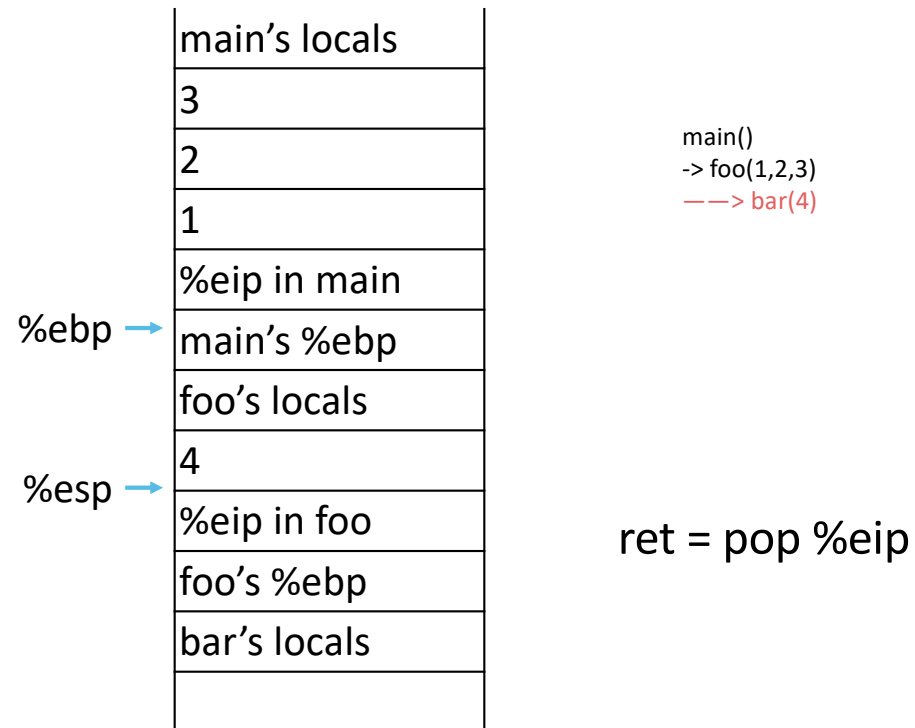 main’s locals
3
2
1
%eip in main
main’s %ebp
foo’s locals
4
%eip in foo
foo’s %ebp
bar’s locals
%ebp
%esp
main()
-> foo(1,2,3)
——> bar(4)
ret = pop %eip